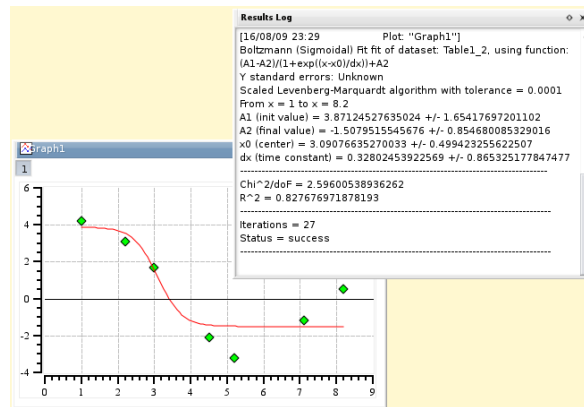 Results Log
[16/08/09 23:29 Plot: "Graph1"]
Boltzmann (Sigmoidal) Fit fit of dataset: Table1_2, using function:
(A1-A2)/(1+exp((x-x0)/dx))+A2
Y standard errors: Unknown
Scaled Levenberg-Marquardt algorithm with tolerance = 0.0001
From x = 1 to x = 8.2
A1 (init value) = 3.87124527635024 +/- 1.65417697201102
A2 (final value) = -1.5079515545676 +/- 0.854680085329016
x0 (center) = 3.09076635270033 +/- 0.499423255622507
dx (time constant) = 0.32802453922569 +/- 0.865325177847477
--------------------------------------------------------------------------------------
Chi^2/doF = 2.59600538936262
R^2 = 0.827676971878193
--------------------------------------------------------------------------------------
Iterations = 27
Status = success
--------------------------------------------------------------------------------------
Graph1
1
6
4
2
0
-2
-4
0 1 2 3 4 5 6 7 8 9